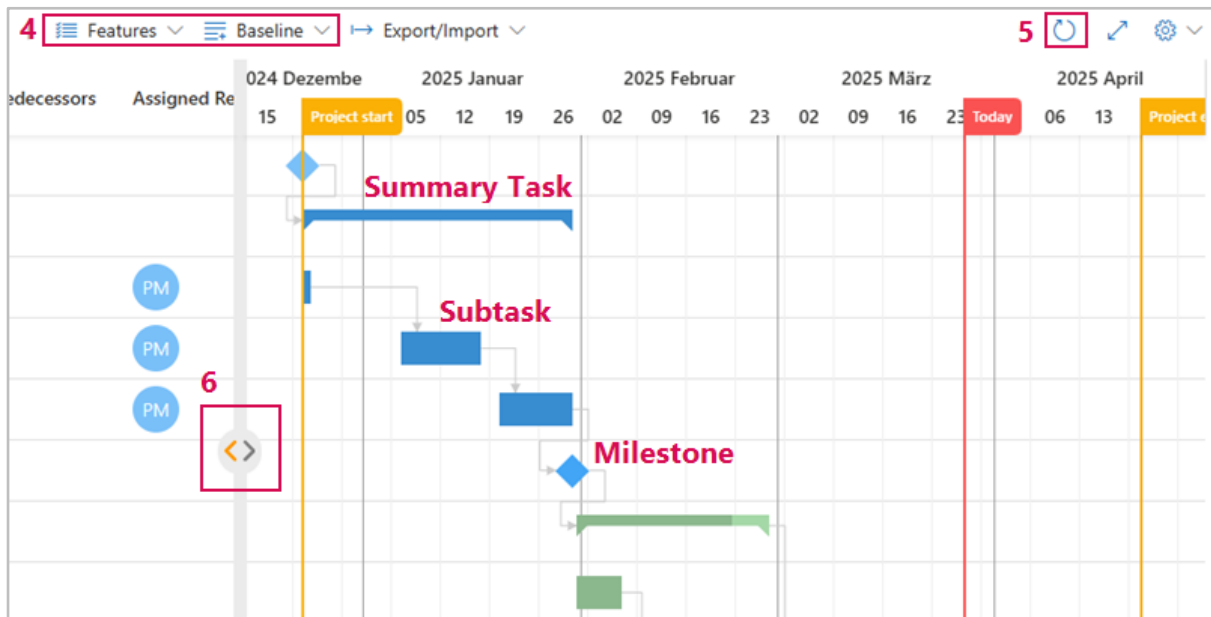 4 Features Baseline Export/Import 5
024 Dezembe 2025 Januar 2025 Februar 2025 März 2025 April
edecessors Assigned Re
15 Project start 05 12 19 26 02 09 16 23 02 09 16 23 Today 06 13 Project e
Summary Task
PM
Subtask
PM
6
PM
Milestone